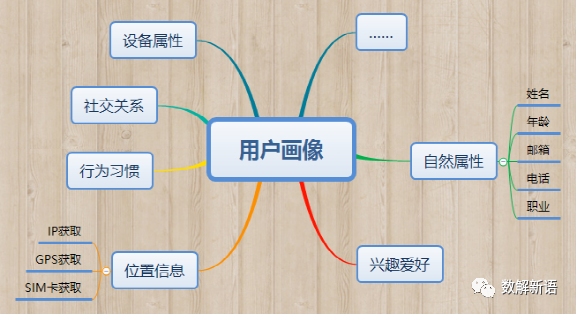 设备属性
......
社交关系
行为习惯
用户画像
自然属性
姓名
年龄
邮箱
电话
职业
位置信息
IP获取
GPS获取
SIM卡获取
兴趣爱好
数解新语